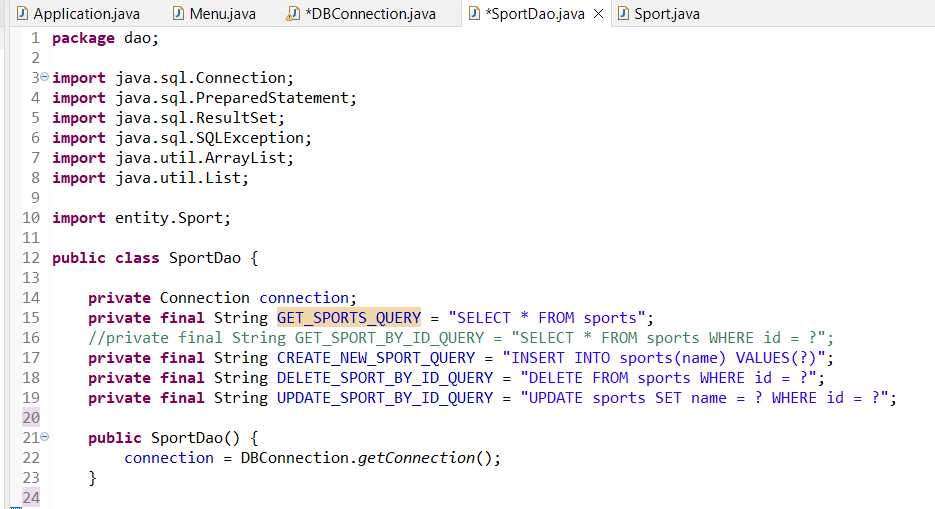 Application.java Menu.java *DBConnection.java *SportDao.java Sport.java
1 package dao;
2
3 import java.sql.Connection;
4 import java.sql.PreparedStatement;
5 import java.sql.ResultSet;
6 import java.sql.SQLException;
7 import java.util.ArrayList;
8 import java.util.List;
9
10 import entity.Sport;
11
12 public class SportDao {
13
14 private Connection connection;
15 private final String GET_SPORTS_QUERY = "SELECT * FROM sports";
16 //private final String GET_SPORT_BY_ID_QUERY = "SELECT * FROM sports WHERE id = ?";
17 private final String CREATE_NEW_SPORT_QUERY = "INSERT INTO sports(name) VALUES(?)";
18 private final String DELETE_SPORT_BY_ID_QUERY = "DELETE FROM sports WHERE id = ?";
19 private final String UPDATE_SPORT_BY_ID_QUERY = "UPDATE sports SET name = ? WHERE id = ?";
20
21 public SportDao() {
22 connection = DBConnection.getConnection();
23 }
24